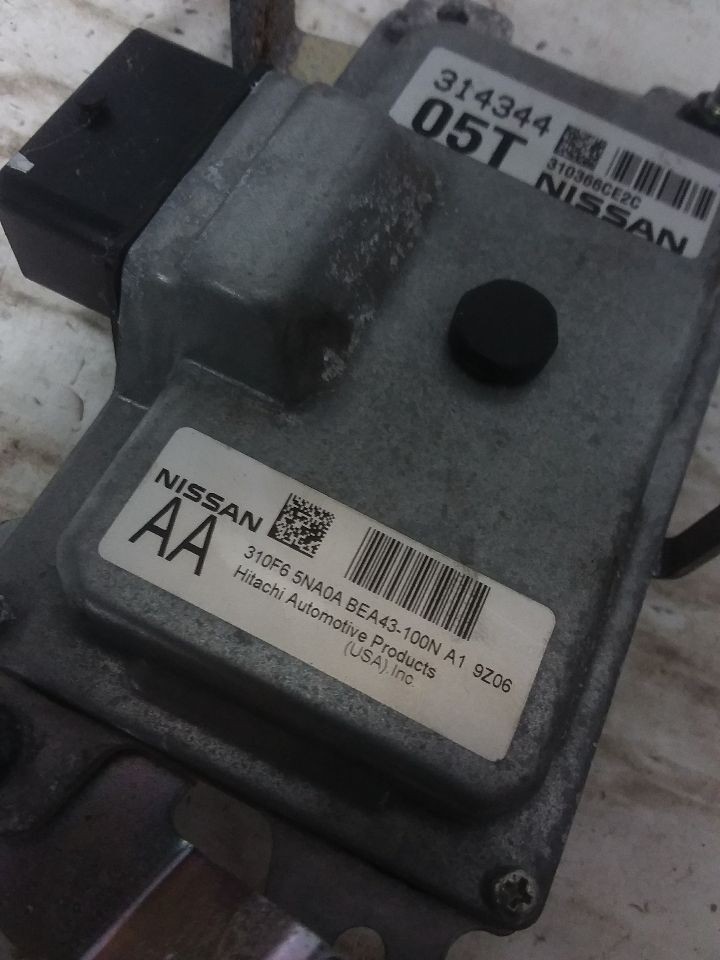 314344
05T
310366CE2C
NISSAN
NISSAN
AA
310F6 5NA0A BEA43-100N A1 9Z06
Hitachi Automotive Products
(USA).Inc.